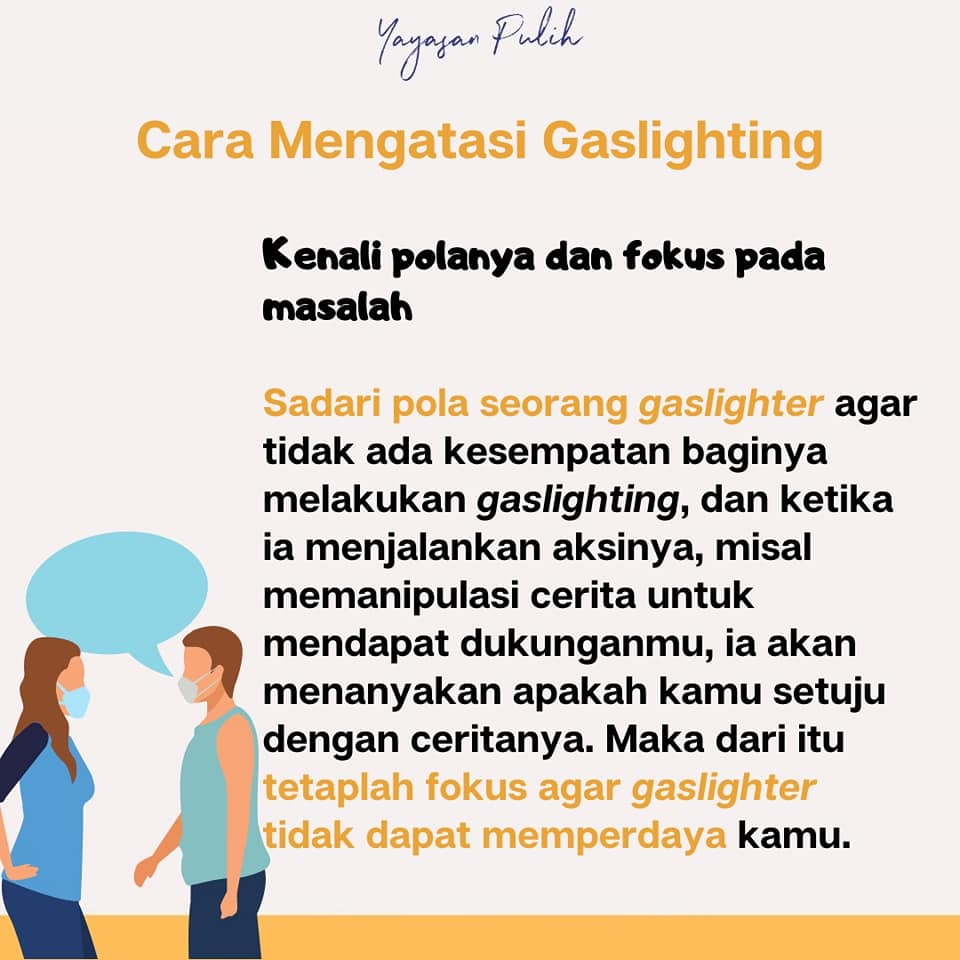 Yayasan Pulih
Cara Mengatasi Gaslighting
Kenali polanya dan fokus pada
masalah
Sadari pola seorang gaslighter agar
tidak ada kesempatan baginya
melakukan gaslighting, dan ketika
ia menjalankan aksinya, misal
memanipulasi cerita untuk
mendapat dukunganmu, ia akan
menanyakan apakah kamu setuju
dengan ceritanya. Maka dari itu
tetaplah fokus agar gaslighter
tidak dapat memperdaya kamu.